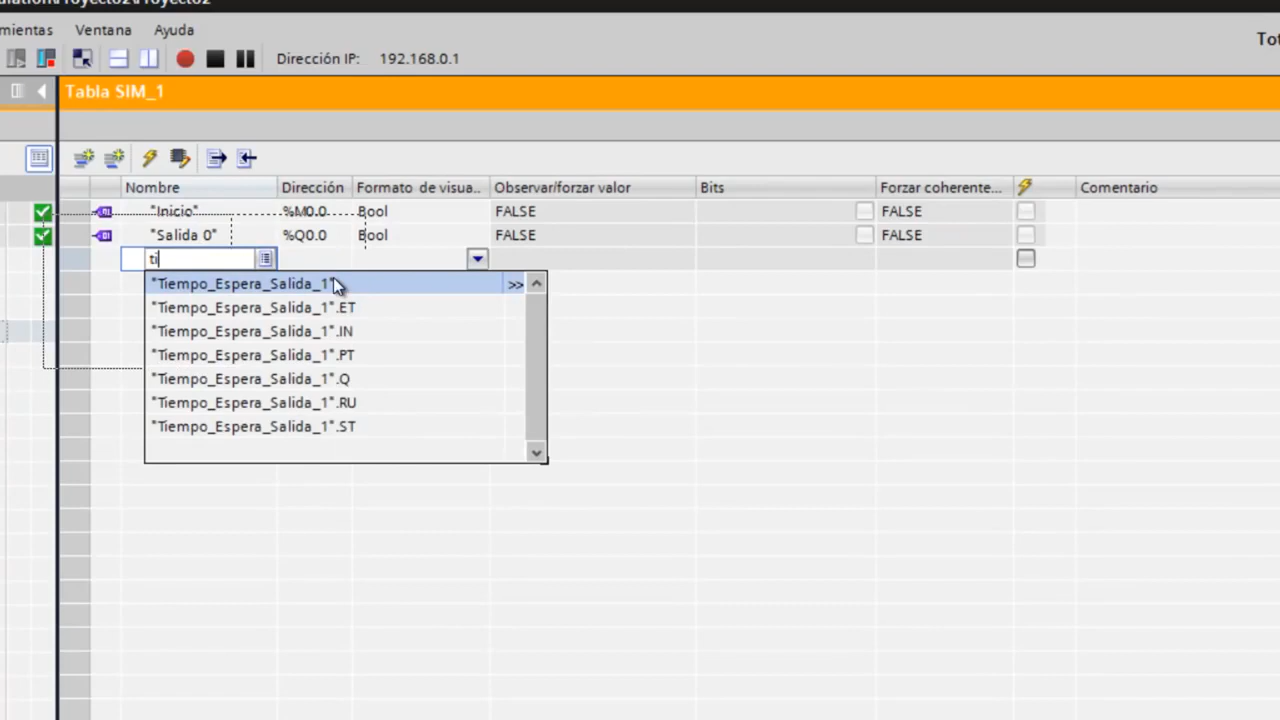 mientas Ventana Ayuda
Tot
Dirección IP: 192.168.0.1
Tabla SIM_1
Nombre Dirección Formato de visua... Observar/forzar valor Bits Forzar coherente... Comentario
"Inicio" %M0.0 Bool FALSE FALSE
"Salida 0" %Q0.0 Bool FALSE FALSE
ti
"Tiempo_Espera_Salida_1" >>
"Tiempo_Espera_Salida_1".ET
"Tiempo_Espera_Salida_1".IN
"Tiempo_Espera_Salida_1".PT
"Tiempo_Espera_Salida_1".Q
"Tiempo_Espera_Salida_1".RU
"Tiempo_Espera_Salida_1".ST